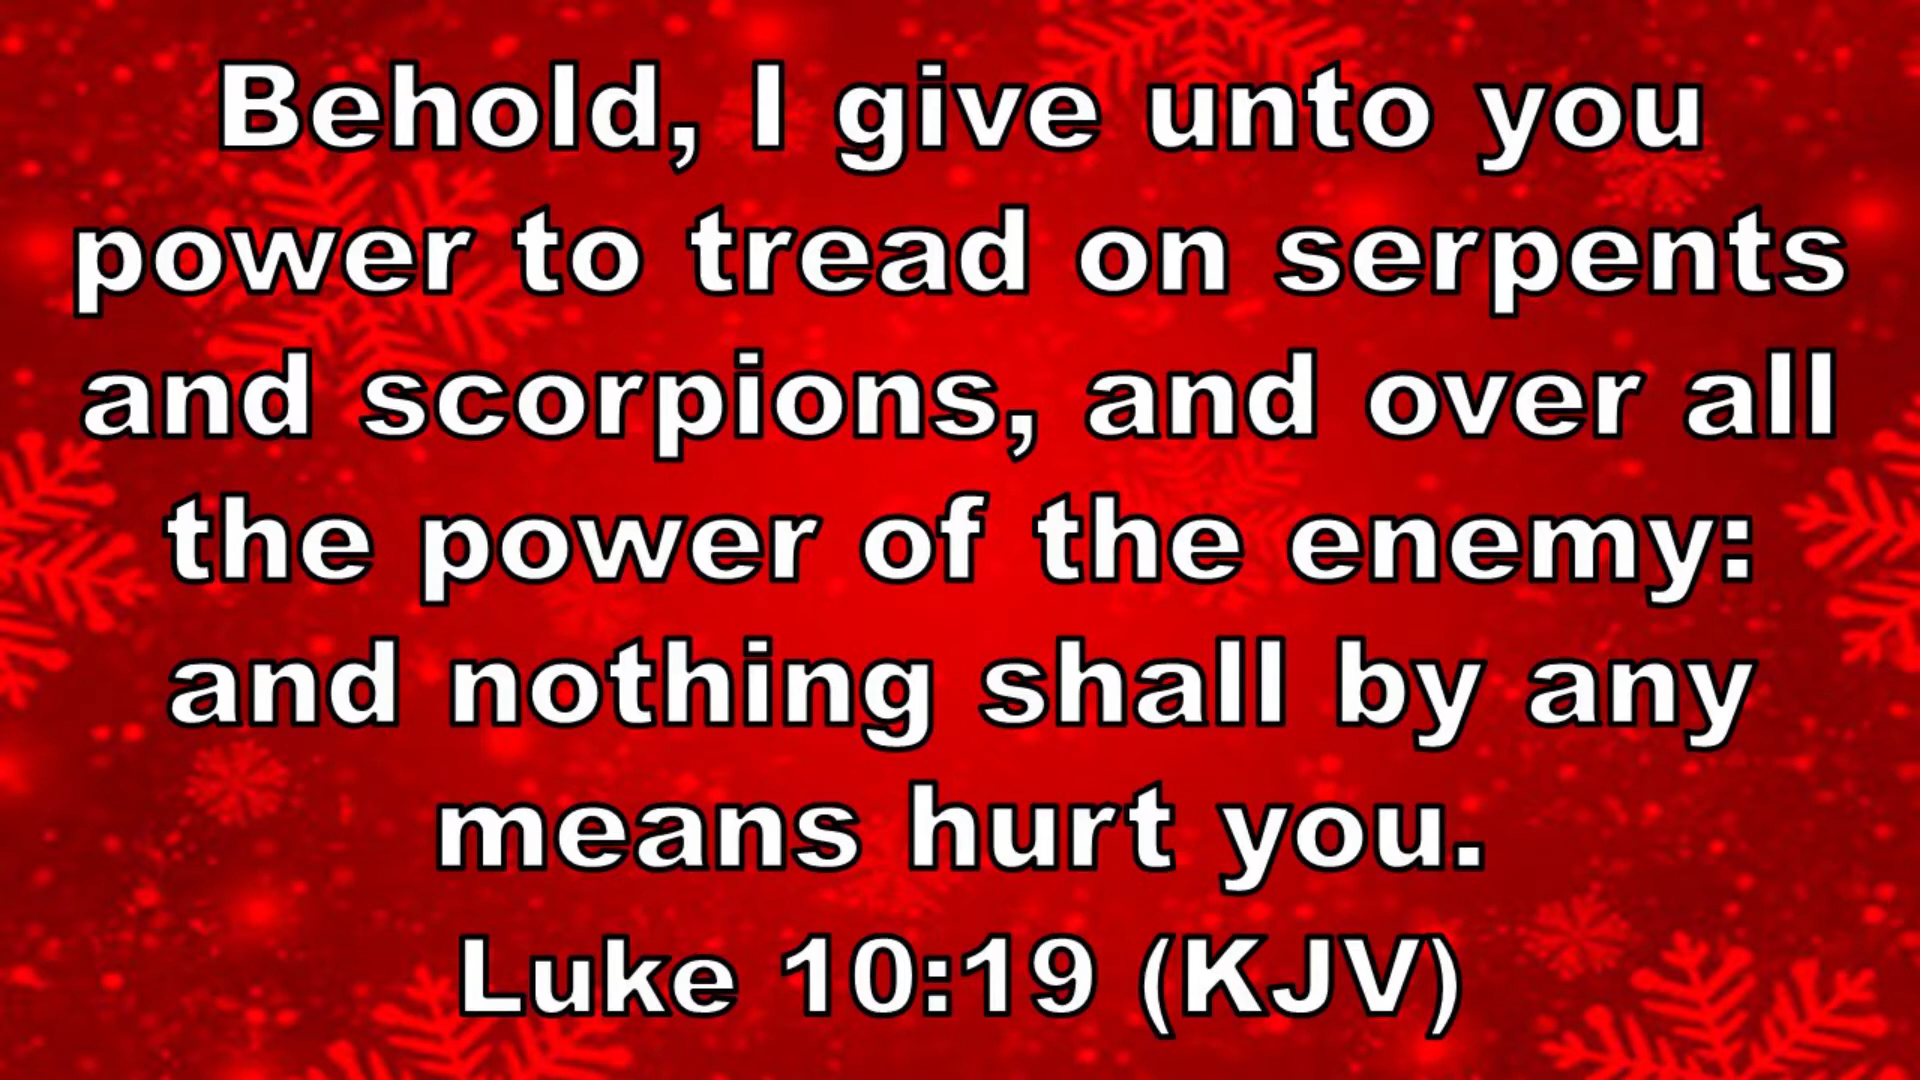 Behold, I give unto you
power to tread on serpents
and scorpions, and over all
the power of the enemy:
and nothing shall by any
means hurt you.
Luke 10:19 (KJV)